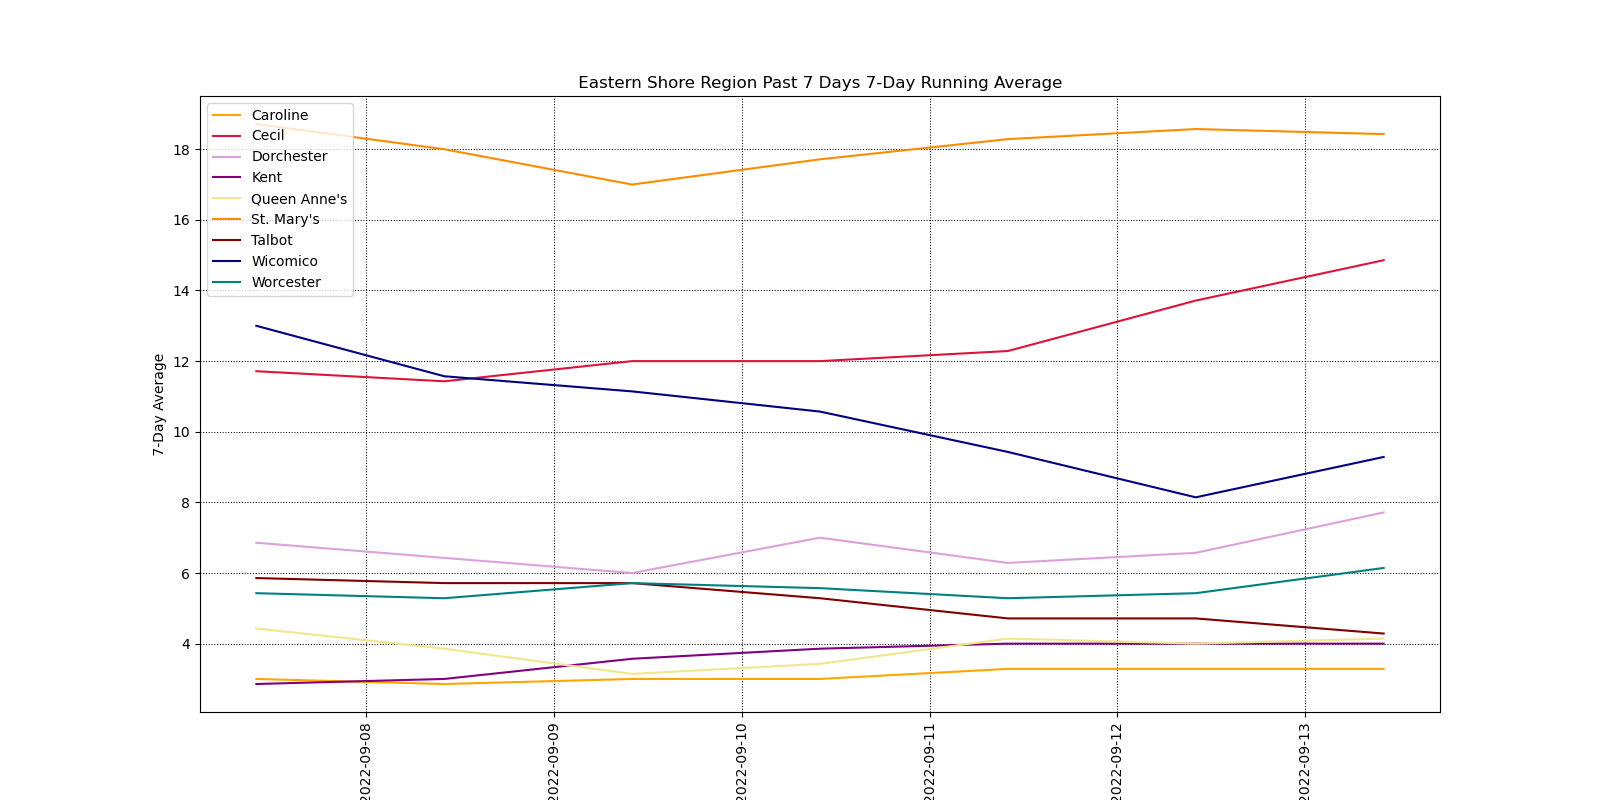 Eastern Shore Region Past 7 Days 7-Day Running Average
Caroline
Cecil
Dorchester
Kent
Queen Anne's
St. Mary's
Talbot
Wicomico
Worcester
7-Day Average
18
16
14
12
10
8
6
4
2022-09-08
2022-09-09
2022-09-10
2022-09-11
2022-09-12
2022-09-13